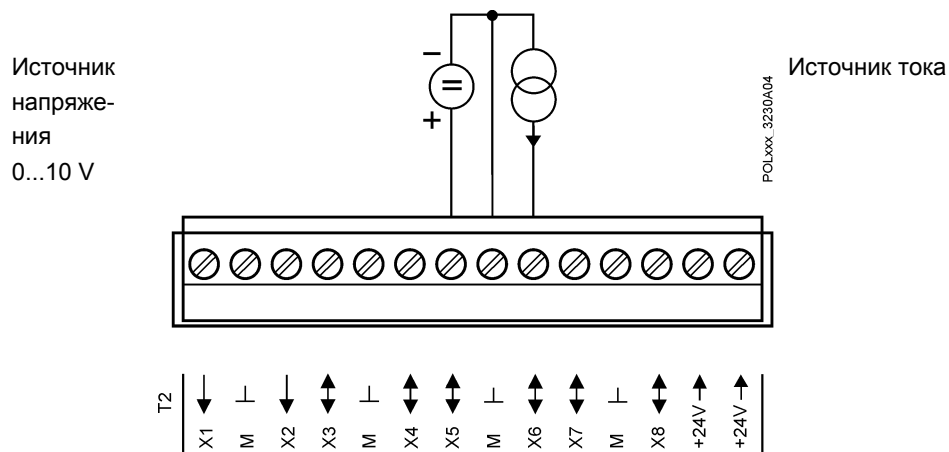 Источник
напряже-
ния
0...10 V
−
=
+
Источник тока
POLxxx_3230A04
T2
X1
M
X2
X3
M
X4
X5
M
X6
X7
M
X8
+24V
+24V